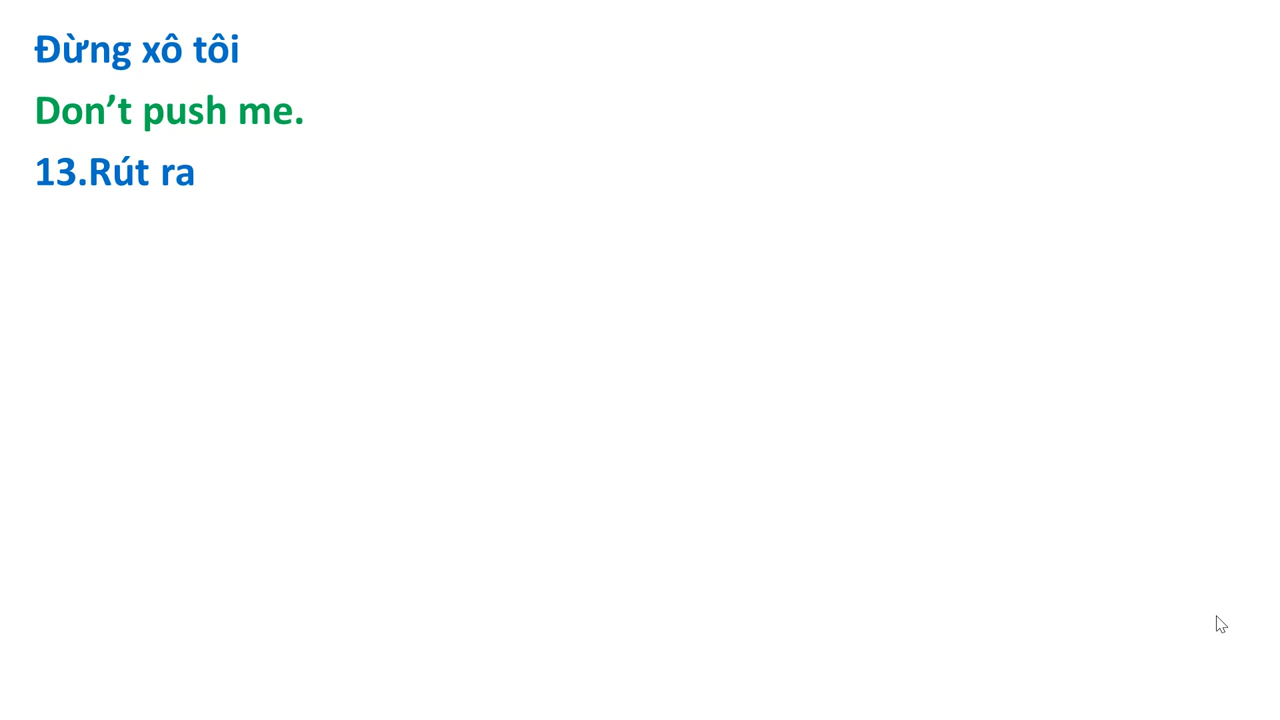 Đừng xô tôi
Don’t push me.
13.Rút ra